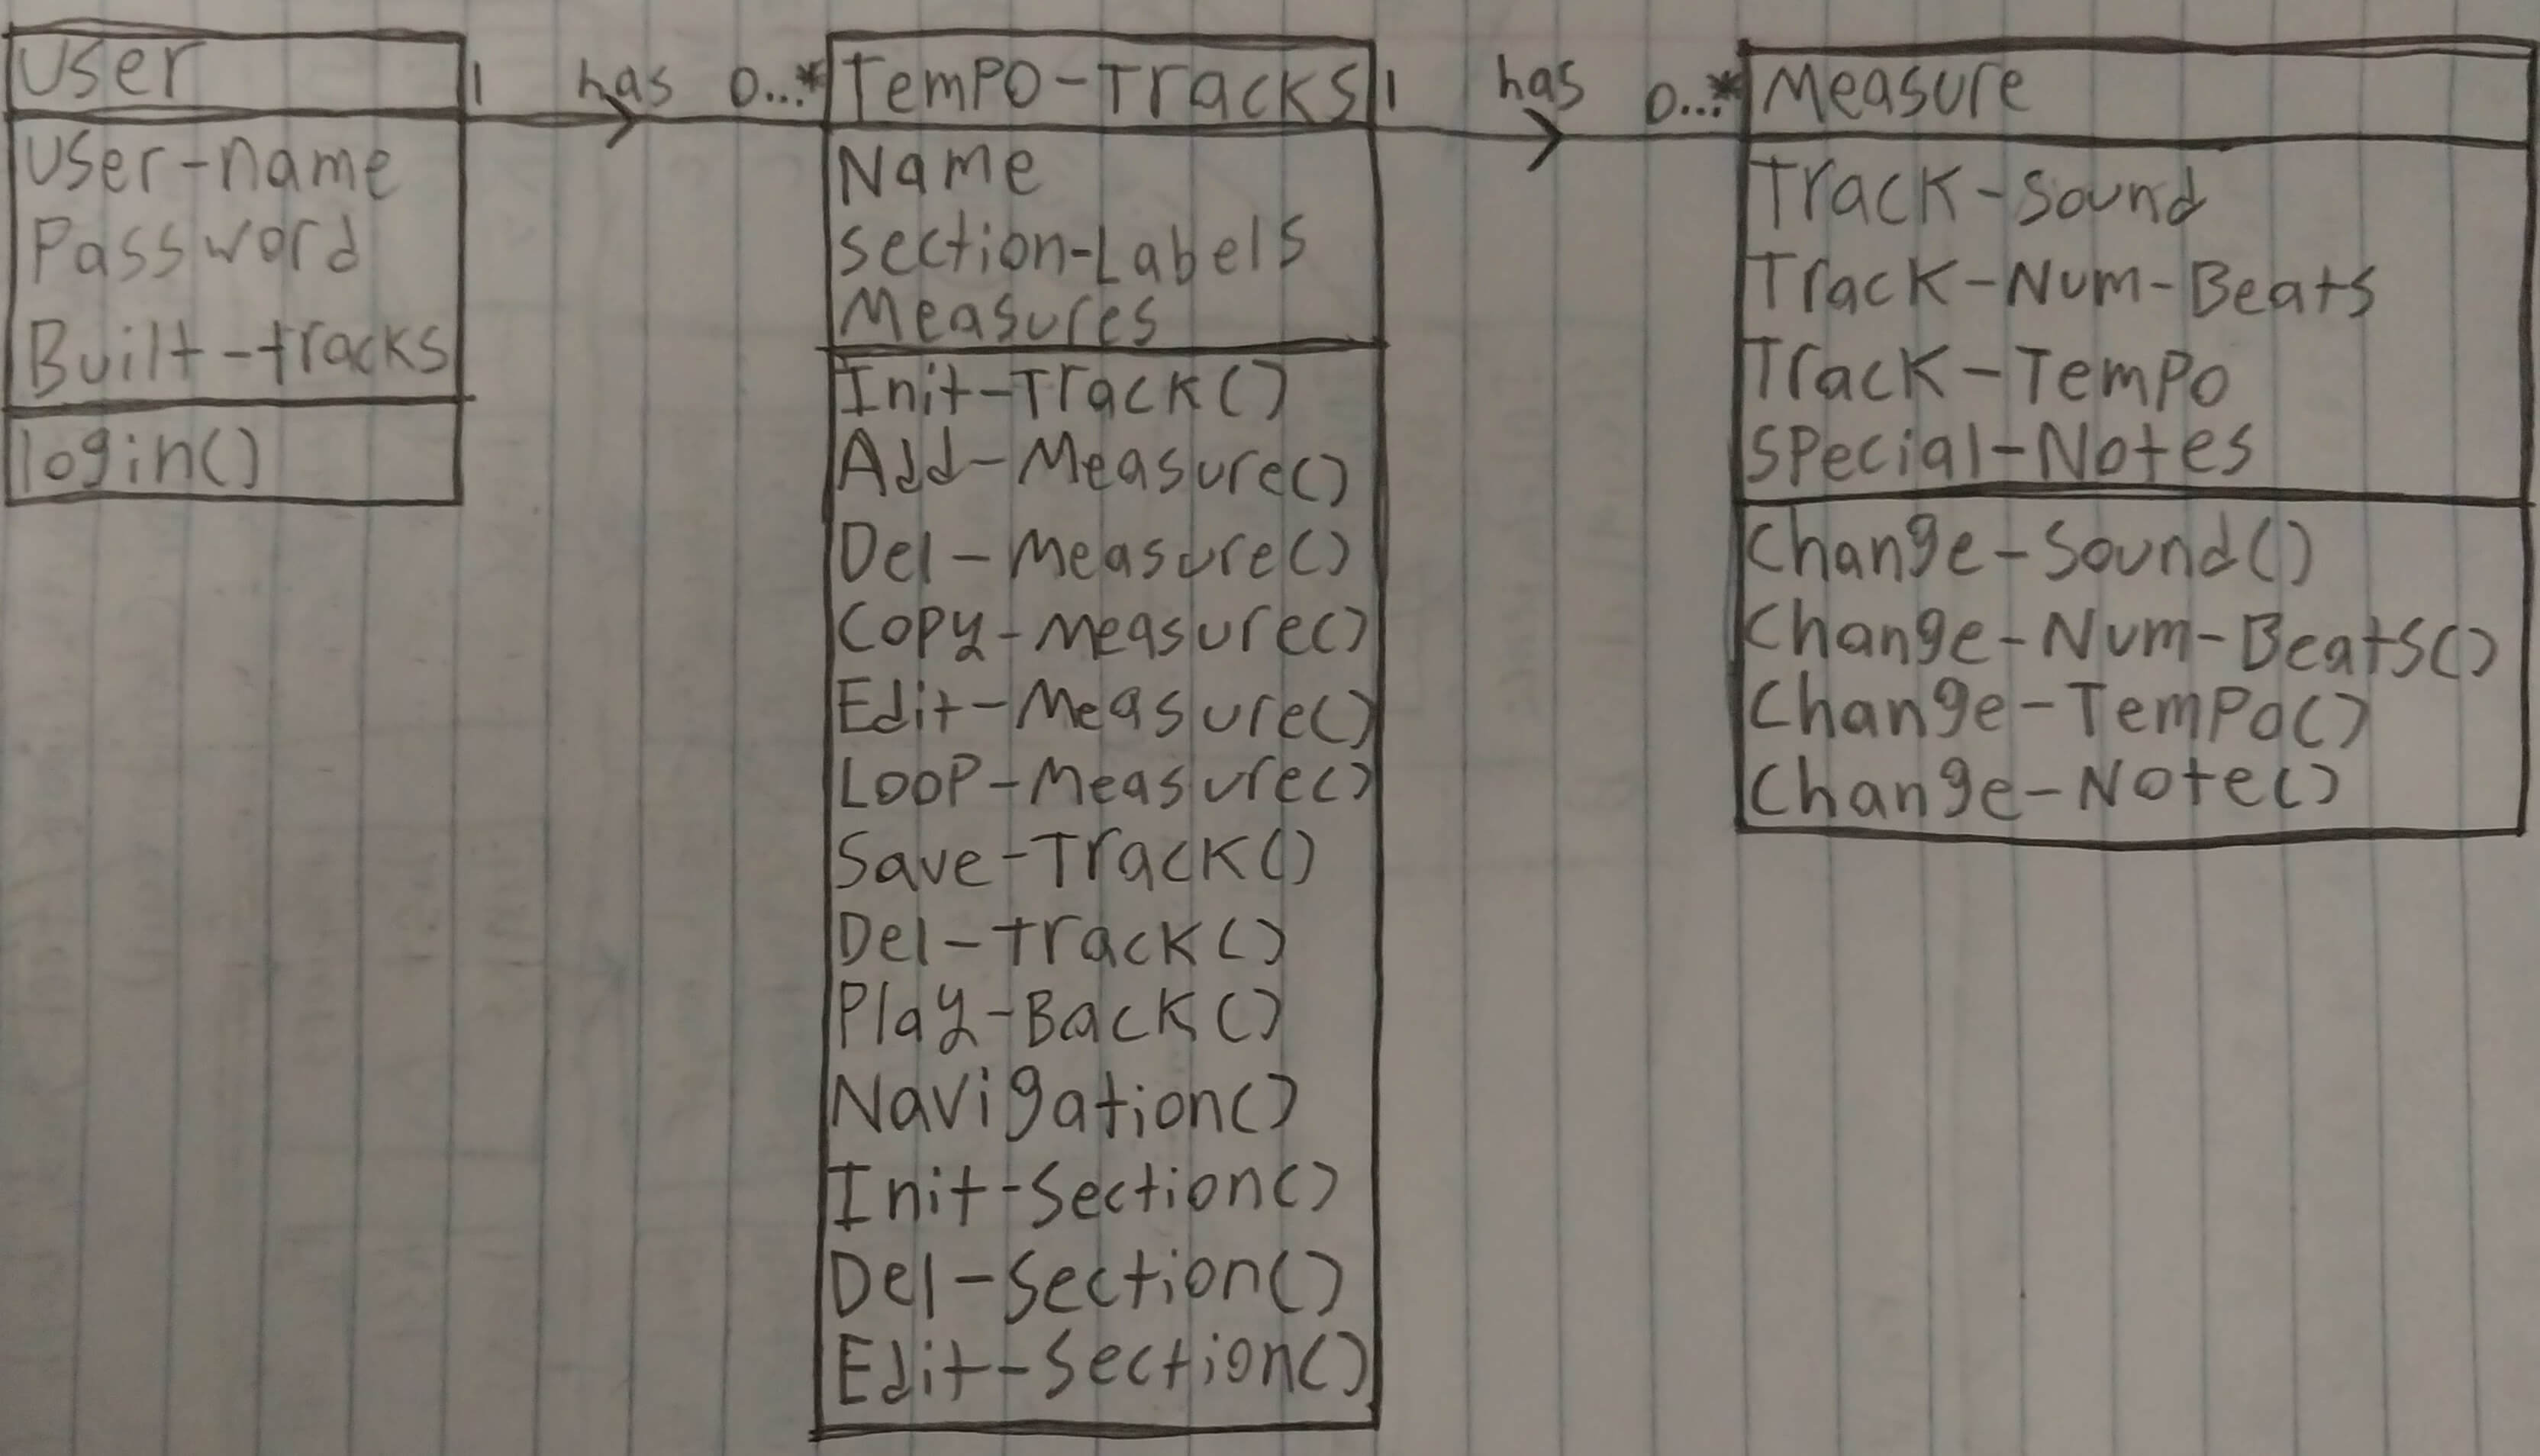 User
User-name
Password
Built-tracks
login()
1 has 0...*
Tempo-Tracks
Name
Section-Labels
Measures
Init-Track()
Add-Measure()
Del-Measure()
Copy-Measure()
Edit-Measure()
Loop-Measure()
Save-Track()
Del-track()
Play-Back()
Navigation()
Init-Section()
Del-Section()
Edit-Section()
1 has 0...*
Measure
Track-Sound
Track-Num-Beats
Track-Tempo
Special-Notes
Change-Sound()
Change-Num-Beats()
Change-Tempo()
Change-Note()